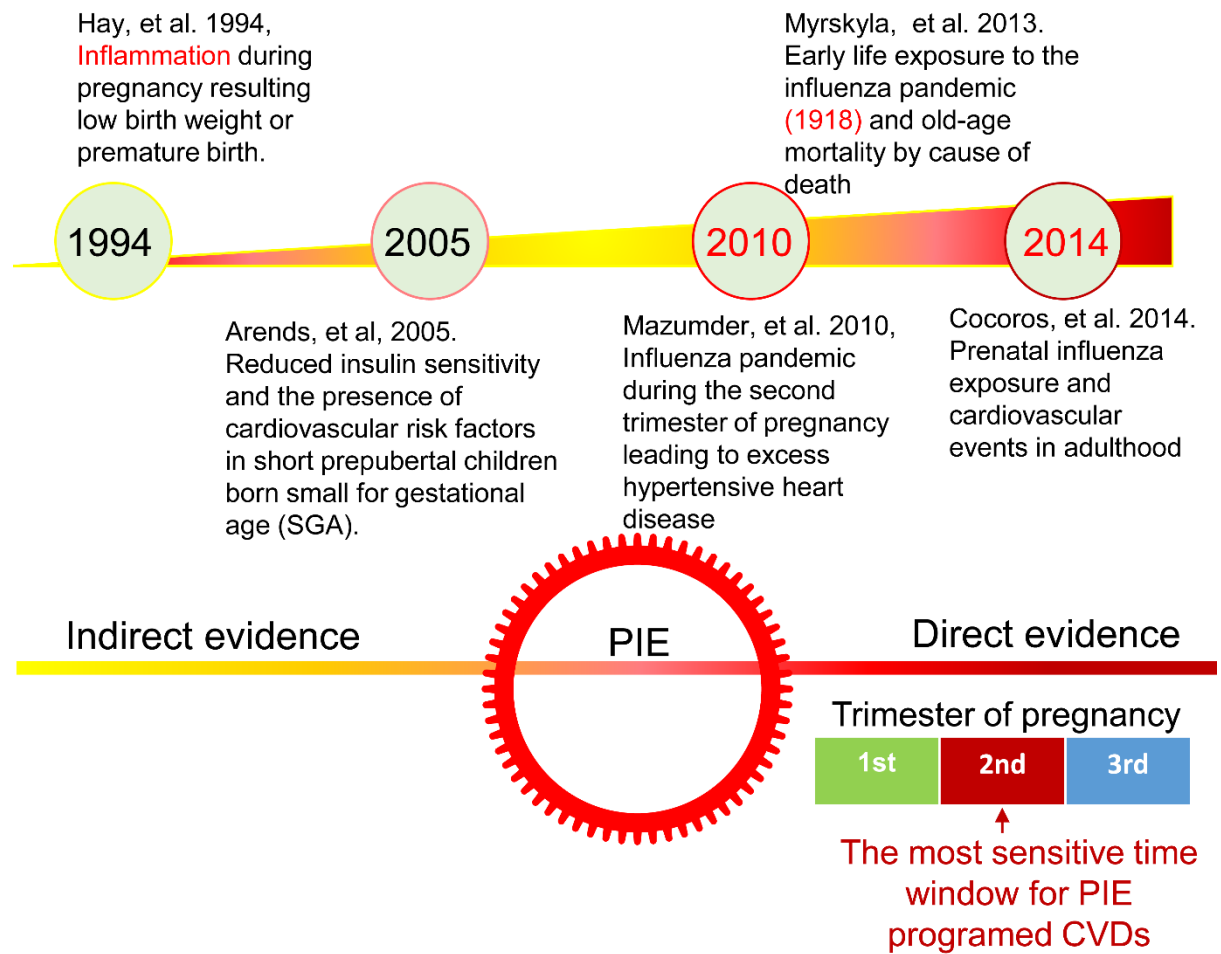 Hay, et al. 1994,
Inflammation during
pregnancy resulting
low birth weight or
premature birth.
Myrskyla,  et al. 2013.
Early life exposure to the
influenza pandemic
(1918) and old-age
mortality by cause of
death
1994
2005
2010
2014
Arends, et al, 2005.
Reduced insulin sensitivity
and the presence of
cardiovascular risk factors
in short prepubertal children
born small for gestational
age (SGA).
Mazumder, et al. 2010,
Influenza pandemic
during the second
trimester of pregnancy
leading to excess
hypertensive heart
disease
Cocoros, et al. 2014.
Prenatal influenza
exposure and
cardiovascular
events in adulthood
Indirect evidence
PIE
Direct evidence
Trimester of pregnancy
1st
2nd
3rd
The most sensitive time
window for PIE
programed CVDs